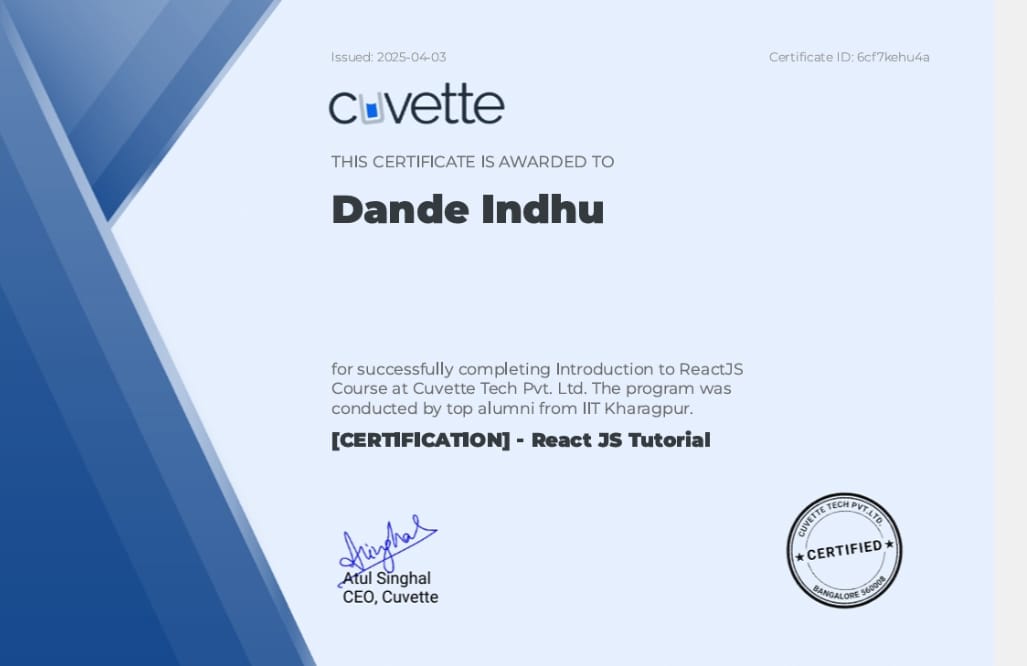 Issued: 2025-04-03
Certificate ID: 6cf7kehu4a
cuvette
THIS CERTIFICATE IS AWARDED TO
Dande Indhu
for successfully completing Introduction to ReactJS
Course at Cuvette Tech Pvt. Ltd. The program was
conducted by top alumni from IIT Kharagpur.
[CERTIFICATION] - React JS Tutorial
Singhal
Atul Singhal
CEO, Cuvette
CUVETTE TECH PVT.LTD.
★CERTIFIED★
BANGALORE 560008